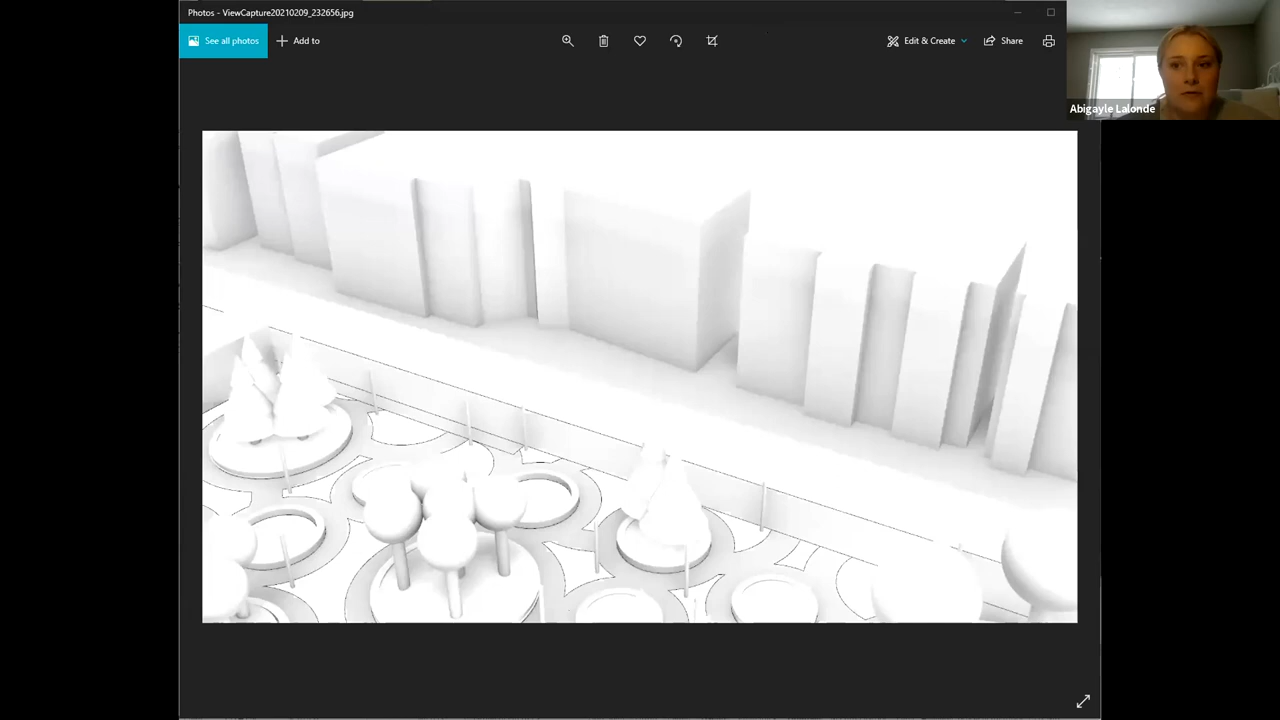 Photos - ViewCapture20210209_232656.jpg
See all photos
Add to
Edit & Create
Share
Abigayle Lalonde